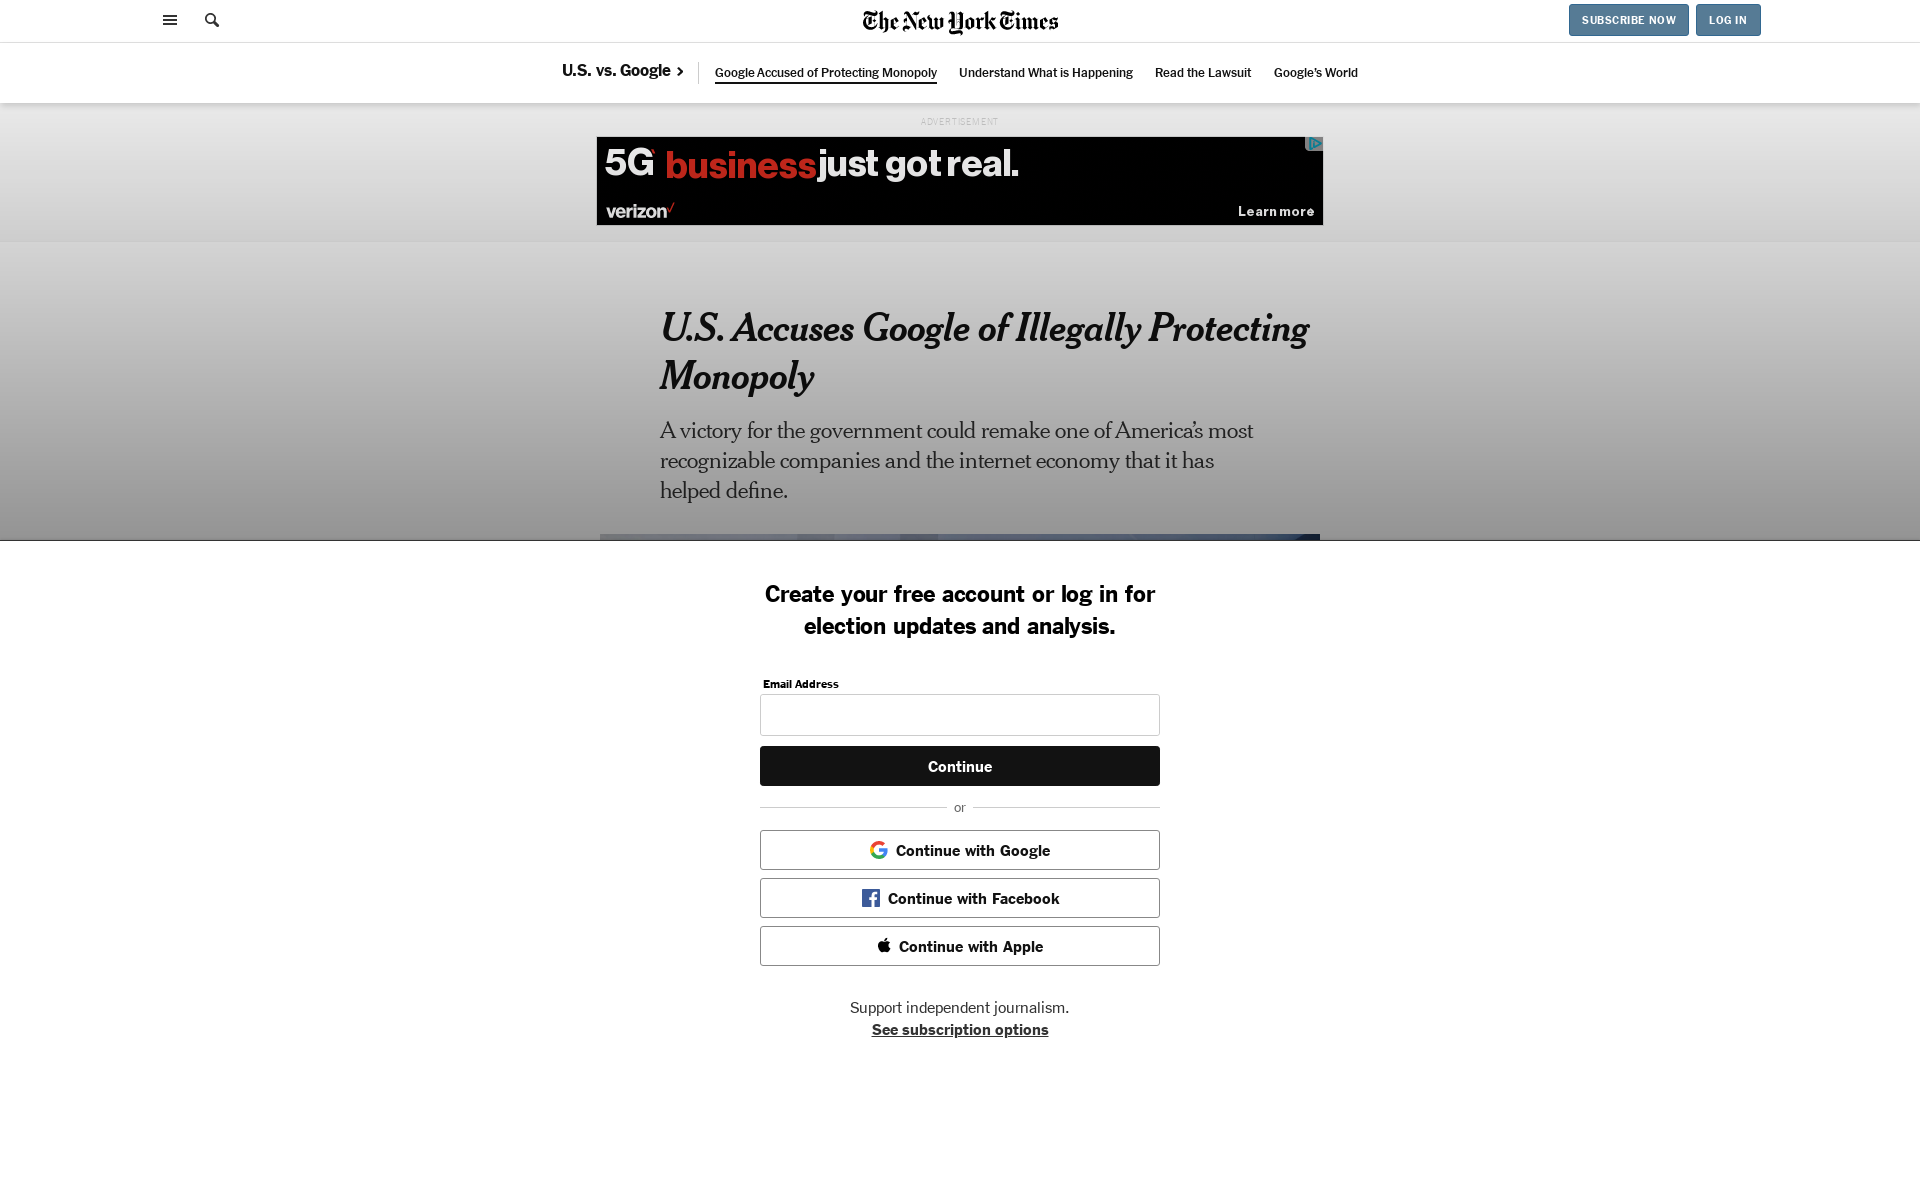 The New York Times
SUBSCRIBE NOW
LOG IN
U.S. vs. Google
Google Accused of Protecting Monopoly
Understand What is Happening
Read the Lawsuit
Google's World
ADVERTISEMENT
5G business just got real.
verizon
Learn more
U.S. Accuses Google of Illegally Protecting
Monopoly
A victory for the government could remake one of America's most
recognizable companies and the internet economy that it has
helped define.
Create your free account or log in for
election updates and analysis.
Email Address
Continue
or
Continue with Google
Continue with Facebook
Continue with Apple
Support independent journalism.
See subscription options